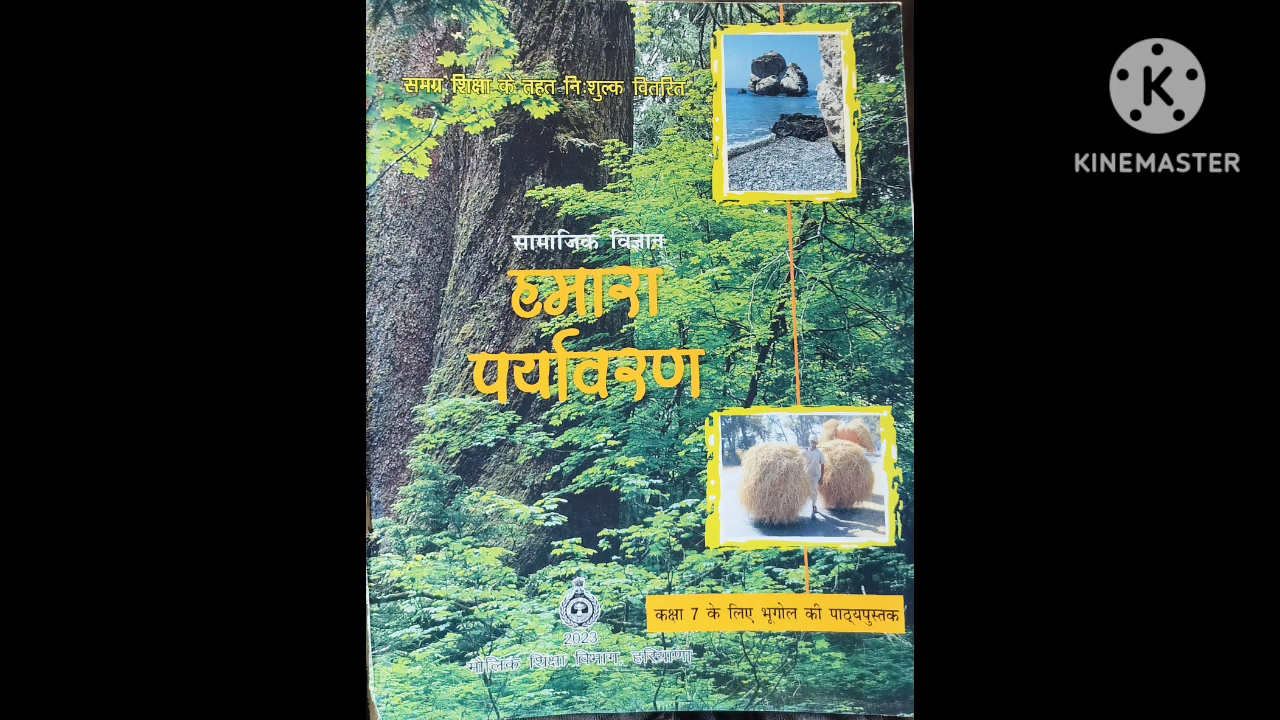 समग्र शिक्षा के तहत निःशुल्क वितरित
सामाजिक विज्ञान
हमारा
पर्यावरण
कक्षा 7 के लिए भूगोल की पाठ्यपुस्तक
2023
मौलिक शिक्षा विभाग, हरियाणा
K
KINEMASTER